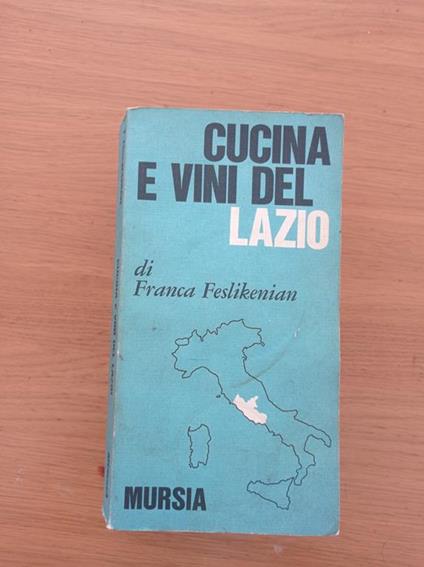 CUCINA
E VINI DEL
LAZIO
di
Franca Feslikenian
MURSIA